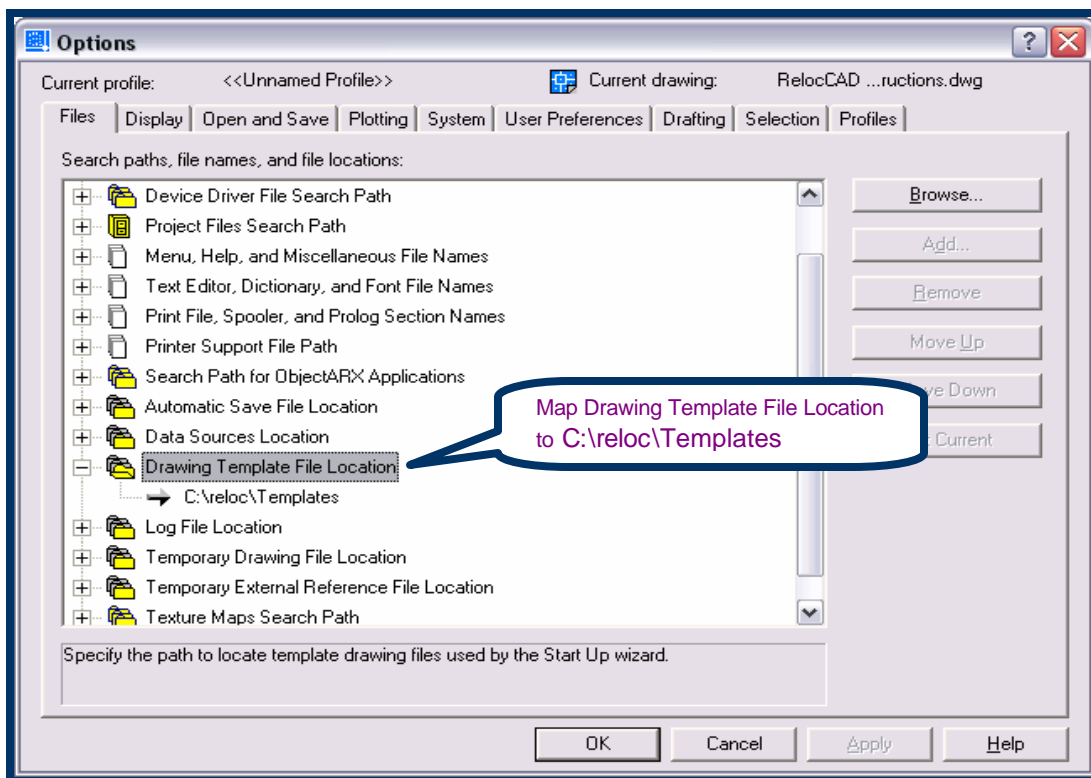 Options
Current profile: <<Unnamed Profile>> Current drawing: RelocCAD ...ructions.dwg
Files Display Open and Save Plotting System User Preferences Drafting Selection Profiles
Search paths, file names, and file locations:
Device Driver File Search Path
Browse...
Project Files Search Path
Menu, Help, and Miscellaneous File Names
Add...
Text Editor, Dictionary, and Font File Names
Remove
Print File, Spooler, and Prolog Section Names
Printer Support File Path
Move Up
Search Path for ObjectARX Applications
Automatic Save File Location
Down
Data Sources Location
Current
Map Drawing Template File Location
to C:\reloc\Templates
Drawing Template File Location
C:\reloc\Templates
Log File Location
Temporary Drawing File Location
Temporary External Reference File Location
Texture Maps Search Path
Specify the path to locate template drawing files used by the Start Up wizard.
OK Cancel Apply Help